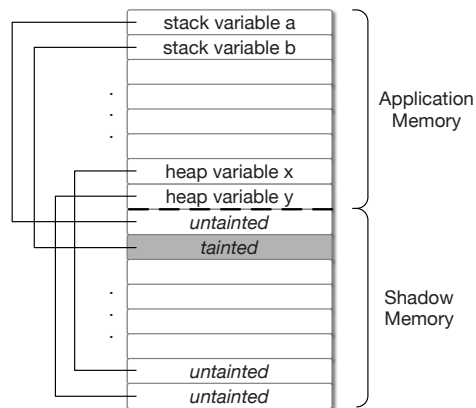 stack variable a
stack variable b
Application
Memory
heap variable x
heap variable y
untainted
tainted
Shadow
Memory
untainted
untainted